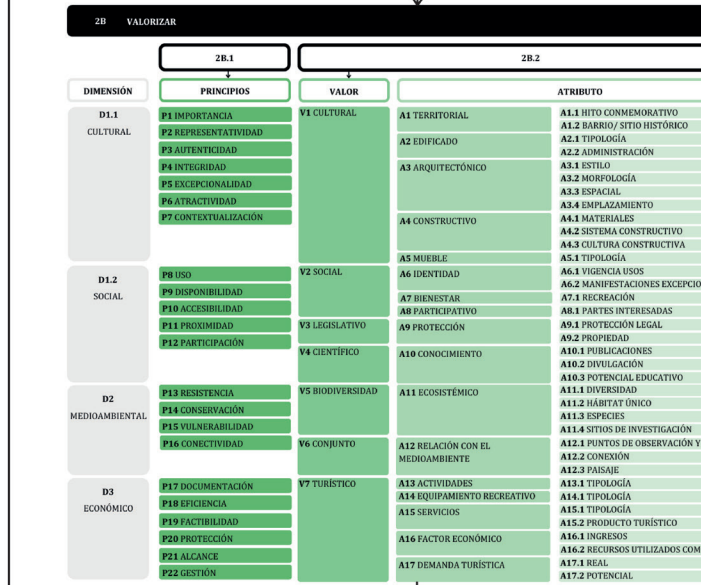 2B VALORIZAR
2B.1
2B.2
DIMENSIÓN
PRINCIPIOS
VALOR
ATRIBUTO
D1.1
CULTURAL
P1 IMPORTANCIA
P2 REPRESENTATIVIDAD
P3 AUTENTICIDAD
P4 INTEGRIDAD
P5 EXCEPCIONALIDAD
P6 ATRACTIVIDAD
P7 CONTEXTUALIZACIÓN
V1 CULTURAL
A1 TERRITORIAL
A2 EDIFICADO
A3 ARQUITECTÓNICO
A4 CONSTRUCTIVO
A5 MUEBLE
A1.1 HITO CONMEMORATIVO
A1.2 BARRIO/ SITIO HISTÓRICO
A2.1 TIPOLOGÍA
A2.2 ADMINISTRACIÓN
A3.1 ESTILO
A3.2 MORFOLOGÍA
A3.3 ESPACIAL
A3.4 EMPLAZAMIENTO
A4.1 MATERIALES
A4.2 SISTEMA CONSTRUCTIVO
A4.3 CULTURA CONSTRUCTIVA
A5.1 TIPOLOGÍA
D1.2
SOCIAL
P8 USO
P9 DISPONIBILIDAD
P10 ACCESIBILIDAD
P11 PROXIMIDAD
P12 PARTICIPACIÓN
V2 SOCIAL
V3 LEGISLATIVO
V4 CIENTÍFICO
A6 IDENTIDAD
A7 BIENESTAR
A8 PARTICIPATIVO
A9 PROTECCIÓN
A10 CONOCIMIENTO
A6.1 VIGENCIA USOS
A6.2 MANIFESTACIONES EXCEPCIO
A7.1 RECREACIÓN
A8.1 PARTES INTERESADAS
A9.1 PROTECCIÓN LEGAL
A9.2 PROPIEDAD
A10.1 PUBLICACIONES
A10.2 DIVULGACIÓN
A10.3 POTENCIAL EDUCATIVO
D2
MEDIOAMBIENTAL
P13 RESISTENCIA
P14 CONSERVACIÓN
P15 VULNERABILIDAD
P16 CONECTIVIDAD
V5 BIODIVERSIDAD
V6 CONJUNTO
A11 ECOSISTÉMICO
A12 RELACIÓN CON EL
MEDIOAMBIENTE
A11.1 DIVERSIDAD
A11.2 HÁBITAT ÚNICO
A11.3 ESPECIES
A11.4 SITIOS DE INVESTIGACIÓN
A12.1 PUNTOS DE OBSERVACIÓN Y
A12.2 CONEXIÓN
A12.3 PAISAJE
D3
ECONÓMICO
P17 DOCUMENTACIÓN
P18 EFICIENCIA
P19 FACTIBILIDAD
P20 PROTECCIÓN
P21 ALCANCE
P22 GESTIÓN
V7 TURÍSTICO
A13 ACTIVIDADES
A14 EQUIPAMIENTO RECREATIVO
A15 SERVICIOS
A16 FACTOR ECONÓMICO
A17 DEMANDA TURÍSTICA
A13.1 TIPOLOGÍA
A14.1 TIPOLOGÍA
A15.1 TIPOLOGÍA
A15.2 PRODUCTO TURÍSTICO
A16.1 INGRESOS
A16.2 RECURSOS UTILIZADOS COM
A17.1 REAL
A17.2 POTENCIAL